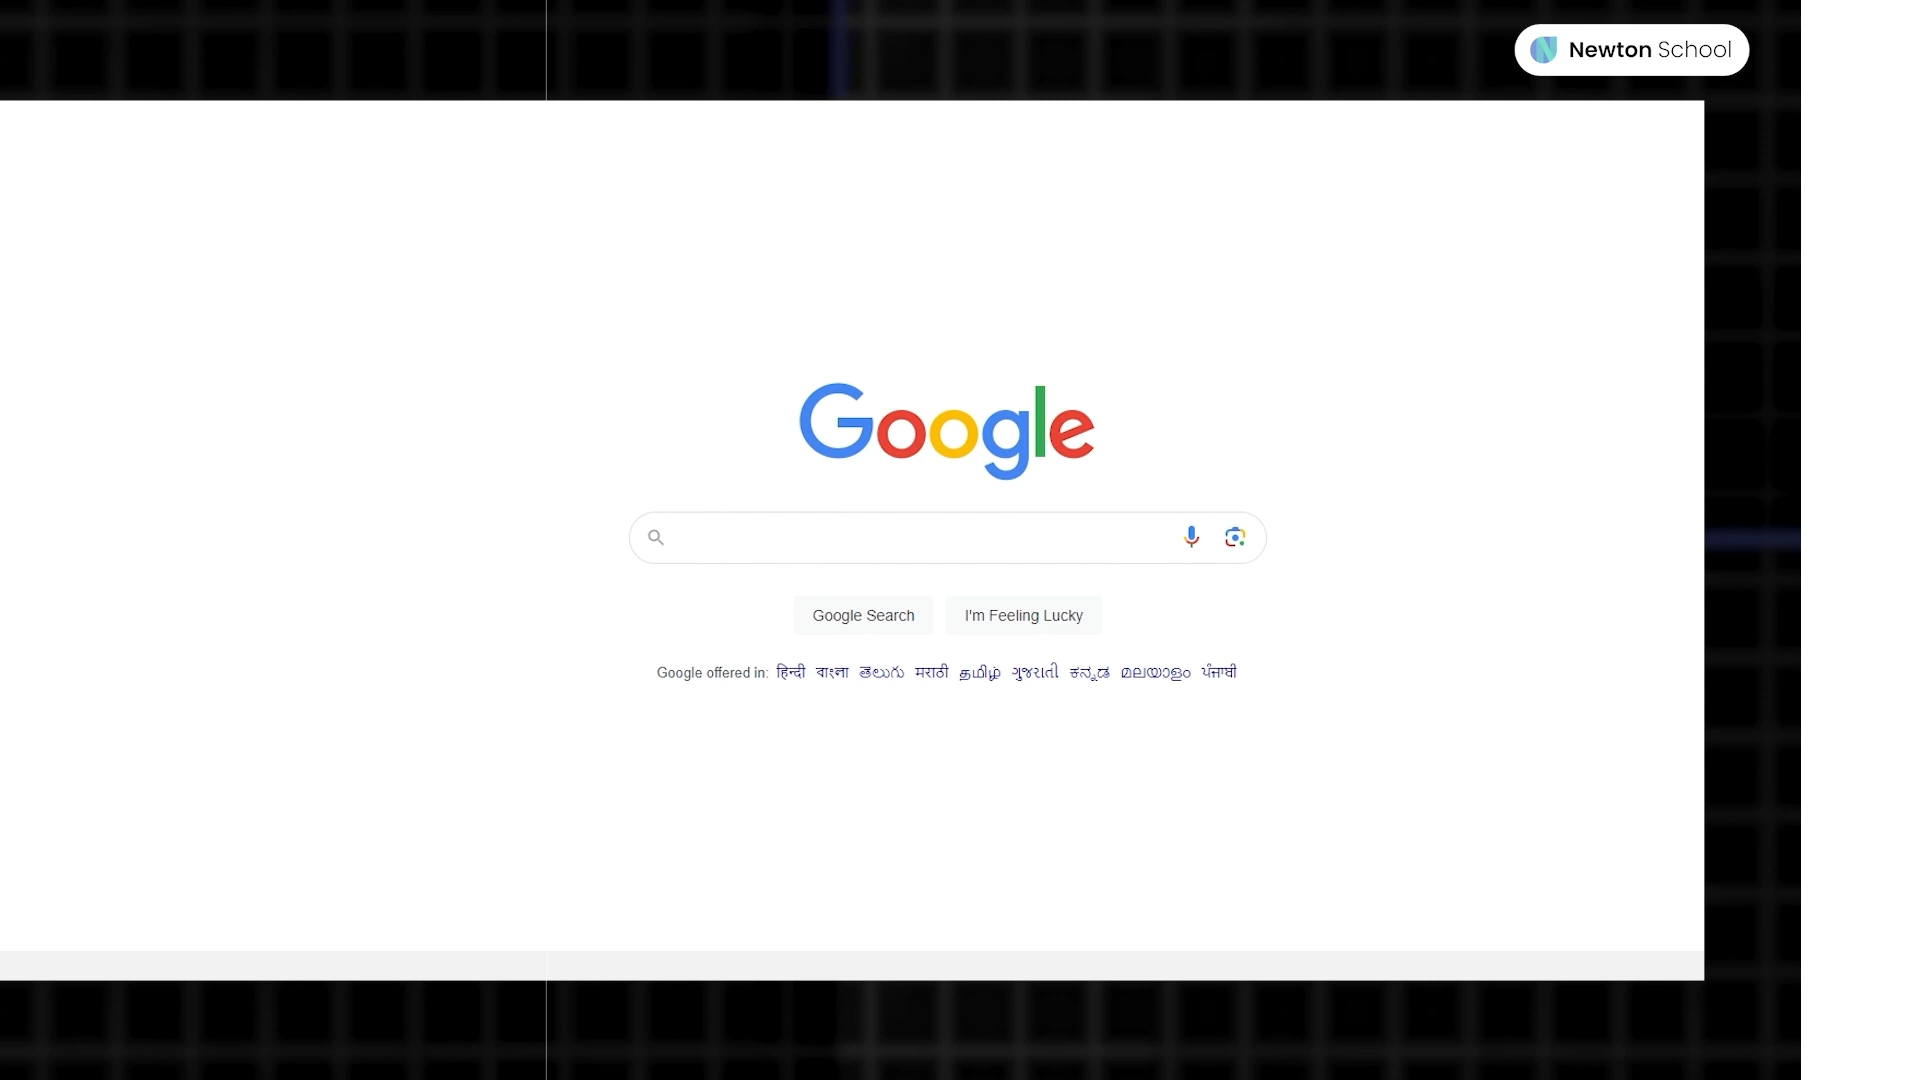 Newton School
Google
Google Search
I'm Feeling Lucky
Google offered in: हिन्दी বাংলা తెలుగు मराठी தமிழ் ગુજરાતી ಕನ್ನಡ മലയാളം ਪੰਜਾਬੀ